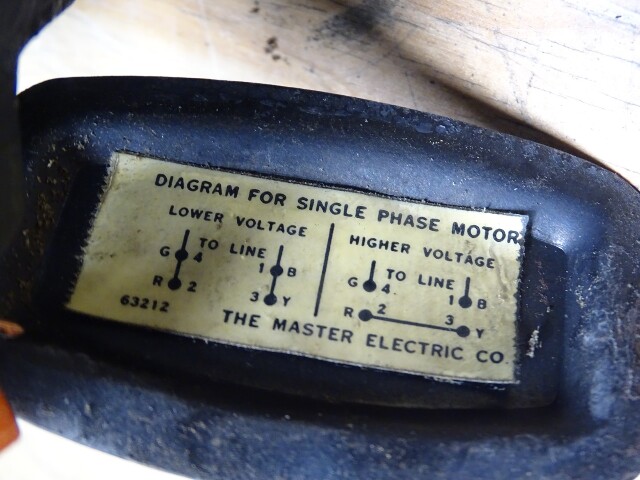 DIAGRAM FOR SINGLE PHASE MOTOR
LOWER VOLTAGE
G 4 TO LINE 1 B
R 2 3 Y
63212
HIGHER VOLTAGE
G 4 TO LINE 1 B
R 2 3 Y
THE MASTER ELECTRIC CO